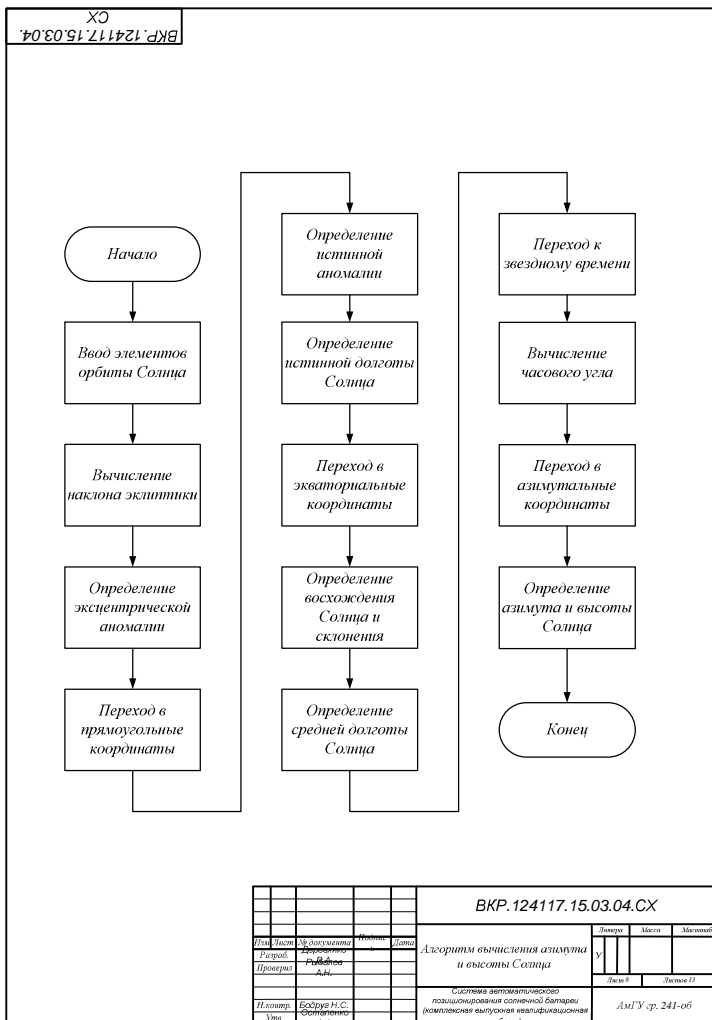 ВКР.124117.15.03.04.
СХ
Начало
Ввод элементов
орбиты Солнца
Вычисление
наклона эклиптики
Определение
эксцентрической
аномалии
Переход в
прямоугольные
координаты
Определение
истинной
аномалии
Определение
истинной долготы
Солнца
Переход в
экваториальные
координаты
Определение
восхождения
Солнца и
склонения
Определение
средней долготы
Солнца
Переход к
звездному времени
Вычисление
часового угла
Переход в
азимутальные
координаты
Определение
азимута и высоты
Солнца
Конец
ВКР.124117.15.03.04.СХ
Изм Лист № документа Дата
Разраб.
Проверил
А.Н.
Н.контр. Бодруг Н.С.
Утв. Остапенко
Алгоритм вычисления азимута
и высоты Солнца
Литера Масса Масштаб
У
Лист 8 Листов 13
Система автоматического
позиционирования солнечной батареи
(комплексная выпускная квалификационная
АмГУ гр. 241-об